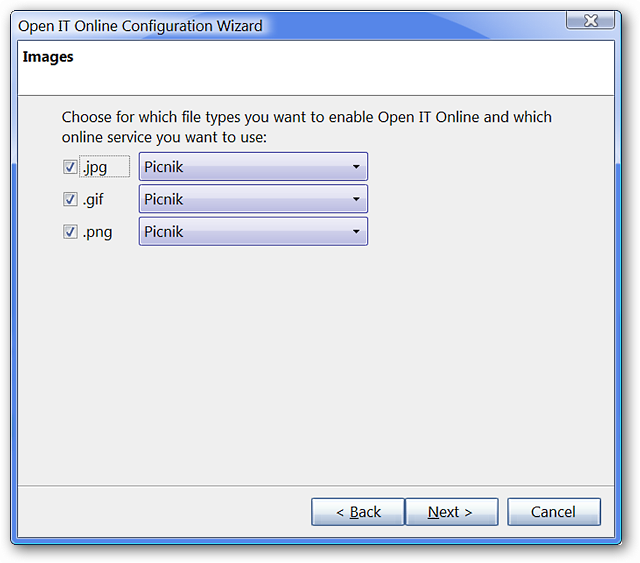 Open IT Online Configuration Wizard
Images
Choose for which file types you want to enable Open IT Online and which
online service you want to use:
.jpg Picnik
.gif Picnik
.png Picnik
< Back Next > Cancel